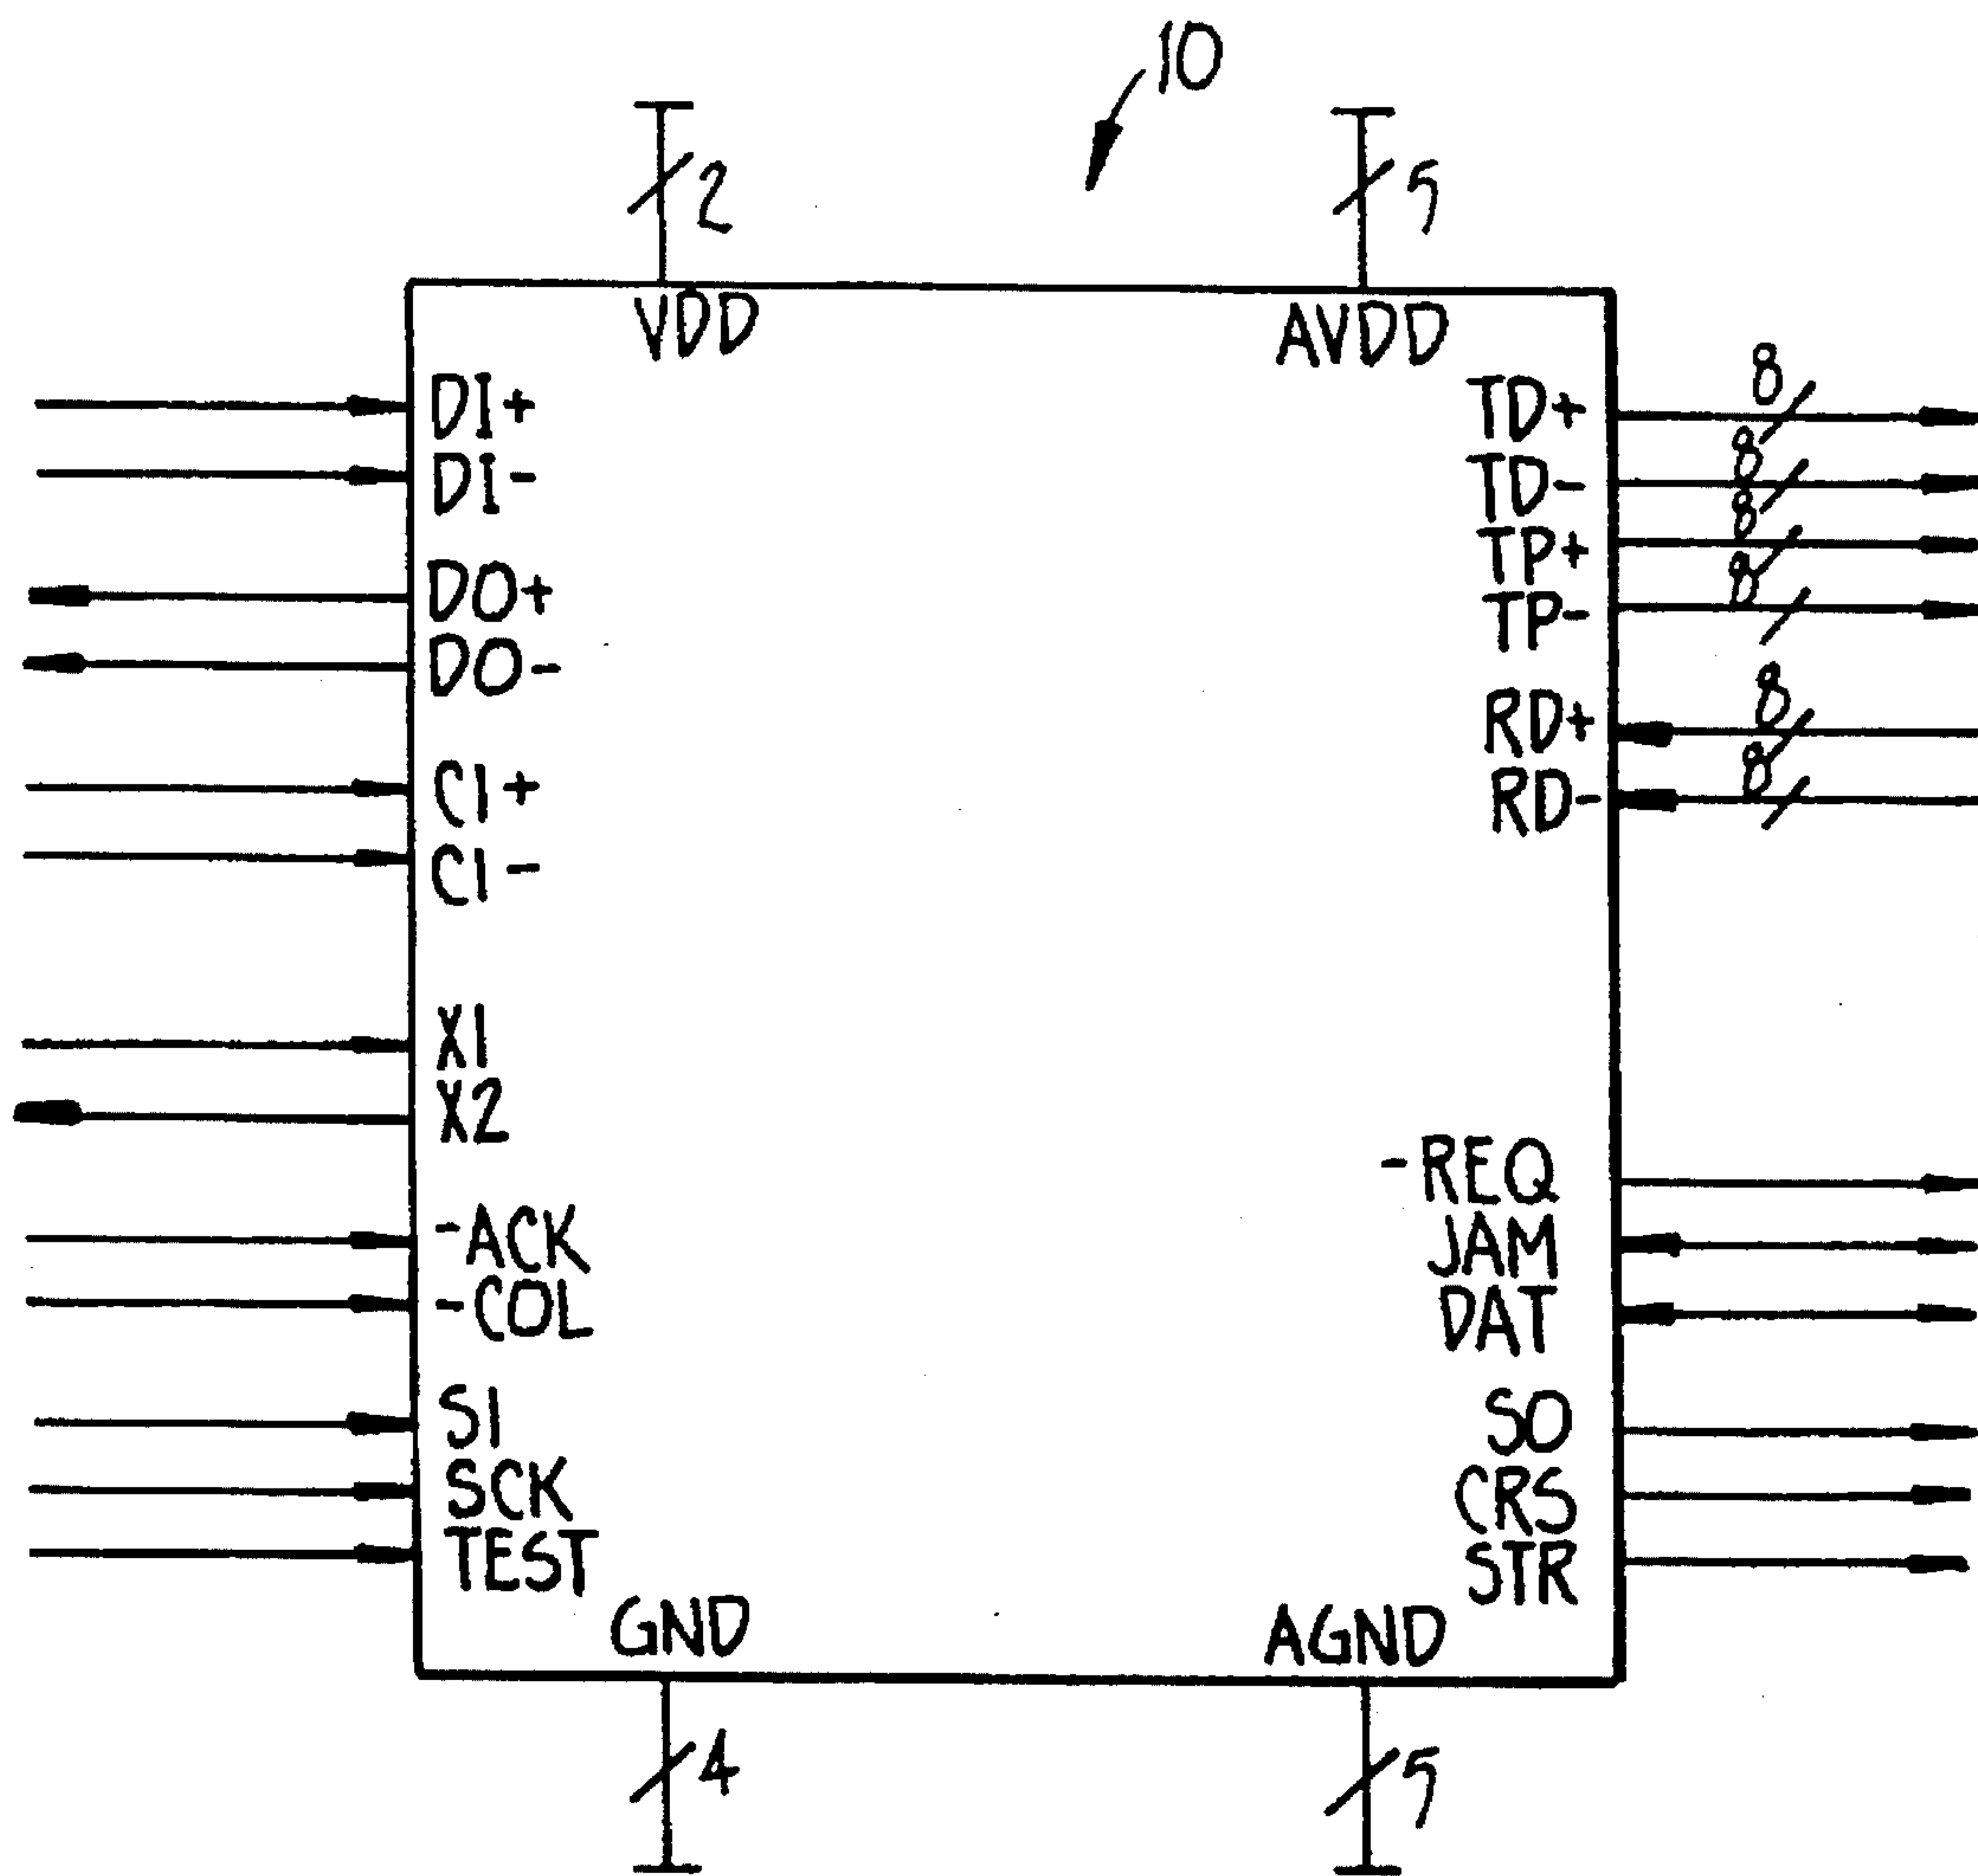 10
2
5
VDD
AVDD
DI+
DI-
DO+
DO-
CI+
CI-
X1
X2
-ACK
-COL
SI
SCK
TEST
TD+
8
TD-
8
TP+
8
TP-
8
RD+
8
RD-
8
-REQ
JAM
DAT
SO
CRS
STR
GND
AGND
4
5